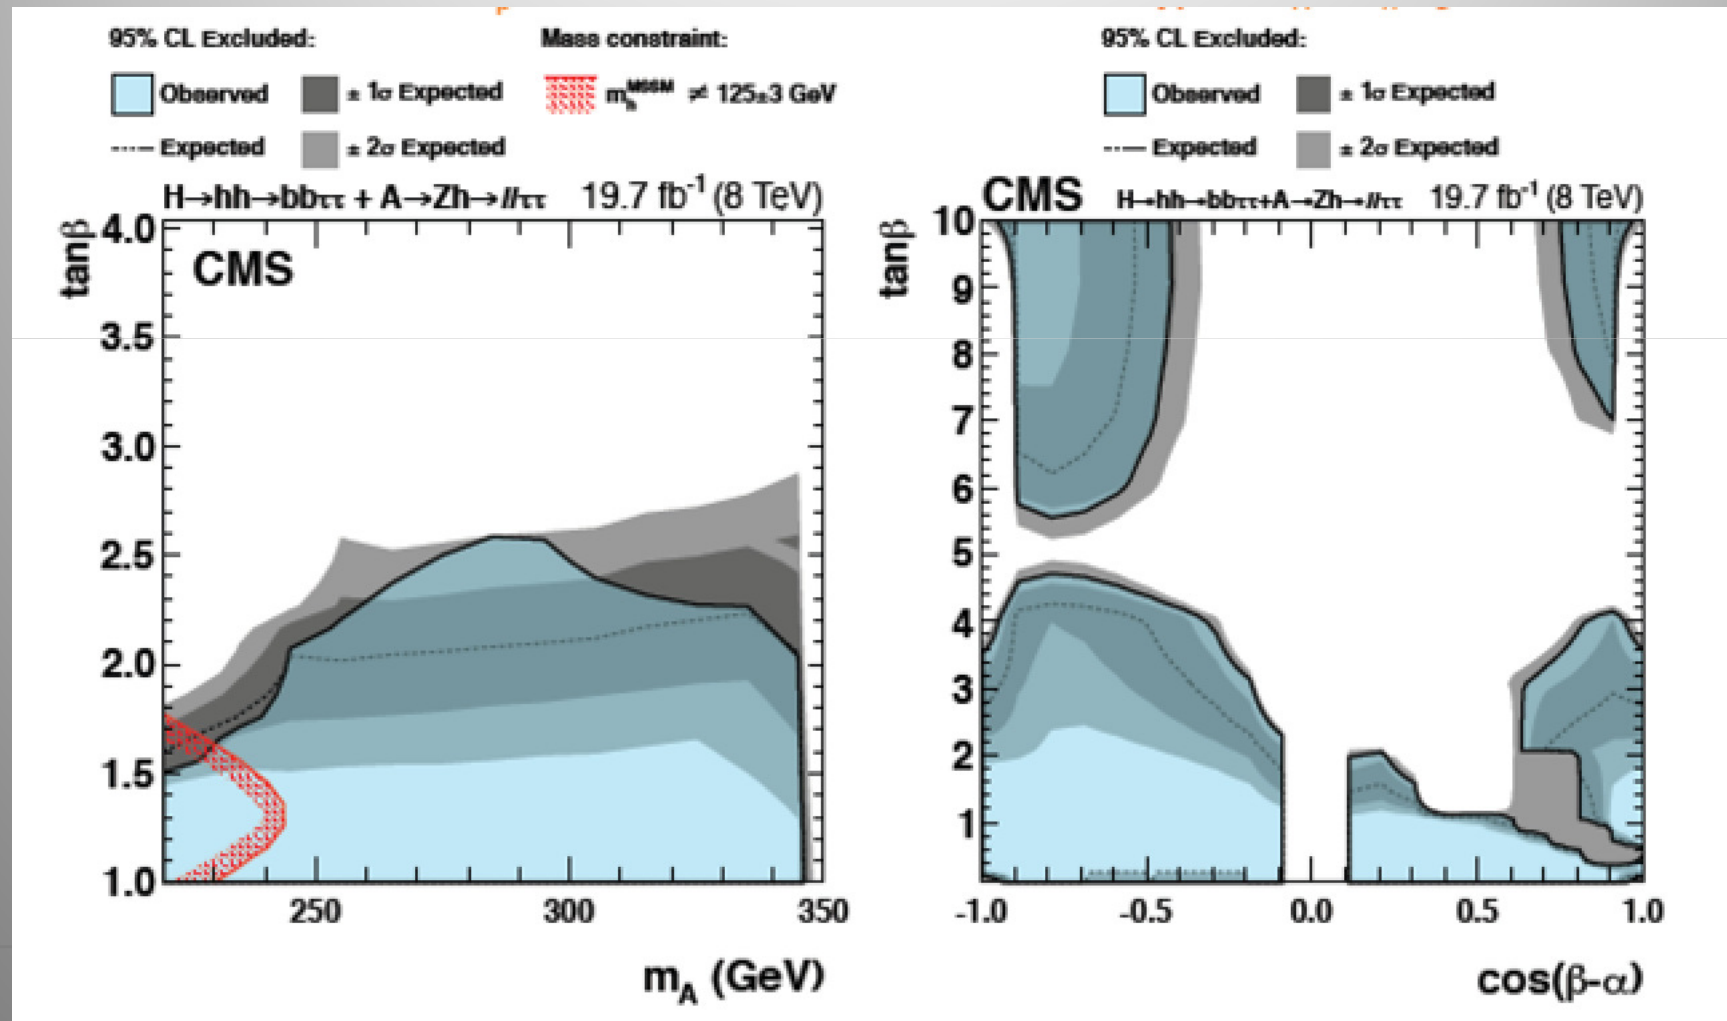 95% CL Excluded:
Mass constraint:
Observed
± 1σ Expected
m_h^MSSM ≠ 125±3 GeV
Expected
± 2σ Expected
H→hh→bbττ + A→Zh→llττ 19.7 fb⁻¹ (8 TeV)
tanβ
CMS
4.0
3.5
3.0
2.5
2.0
1.5
1.0
250
300
350
m_A (GeV)
95% CL Excluded:
Observed
± 1σ Expected
Expected
± 2σ Expected
CMS H→hh→bbττ+A→Zh→llττ 19.7 fb⁻¹ (8 TeV)
tanβ
10
9
8
7
6
5
4
3
2
1
-1.0
-0.5
0.0
0.5
1.0
cos(β-α)